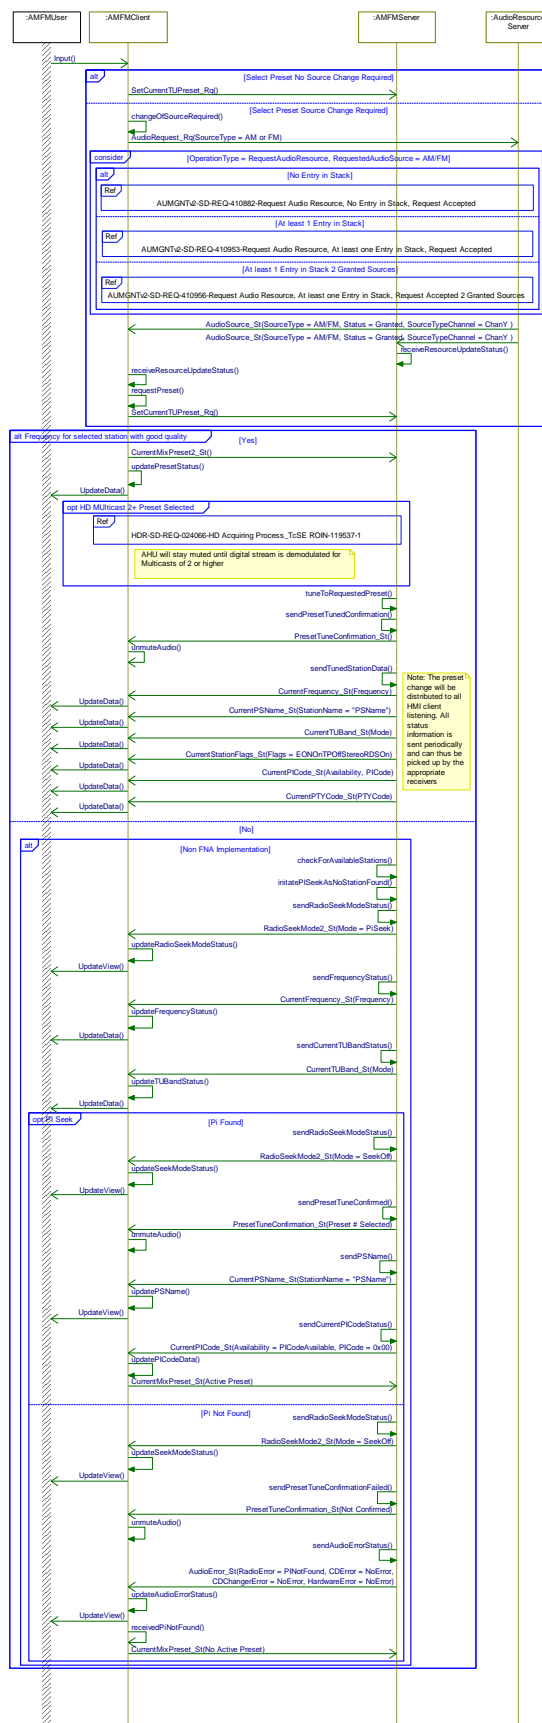 :AMFMUser
:AMFMClient
:AMFMServer
:AudioResource
Server
Input()
alt
[Select Preset No Source Change Required]
SetCurrentTUPreset_Rq()
[Select Preset Source Change Required]
changeOfSourceRequired()
AudioRequest_Rq(SourceType = AM or FM)
consider
[OperationType = RequestAudioResource, RequestedAudioSource = AM/FM]
alt
[No Entry in Stack]
Ref
AUMGNTv2-SD-REQ-410882-Request Audio Resource, No Entry in Stack, Request Accepted
[At least 1 Entry in Stack]
Ref
AUMGNTv2-SD-REQ-410953-Request Audio Resource, At least one Entry in Stack, Request Accepted
[At least 1 Entry in Stack 2 Granted Sources]
Ref
AUMGNTv2-SD-REQ-410956-Request Audio Resource, At least one Entry in Stack, Request Accepted 2 Granted Sources
AudioSource_St(SourceType = AM/FM, Status = Granted, SourceTypeChannel = ChanY )
AudioSource_St(SourceType = AM/FM, Status = Granted, SourceTypeChannel = ChanY )
receiveResourceUpdateStatus()
receiveResourceUpdateStatus()
requestPreset()
SetCurrentTUPreset_Rq()
alt Frequency for selected station with good quality
[Yes]
CurrentMixPreset2_St()
updatePresetStatus()
UpdateData()
opt HD MUlticast 2+ Preset Selected
Ref
HDR-SD-REQ-024066-HD Acquiring Process_TcSE ROIN-119537-1
AHU will stay muted until digital stream is demodulated for
Multicasts of 2 or higher
tuneToRequestedPreset()
sendPresetTunedConfirmation()
PresetTuneConfirmation_St()
unmuteAudio()
sendTunedStationData()
Note: The preset
change will be
distributed to all
HMI client
listening. All
status
information is
sent periodically
and can thus be
picked up by the
appropriate
receivers
CurrentFrequency_St(Frequency)
UpdateData()
CurrentPSName_St(StationName = "PSName")
UpdateData()
CurrentTUBand_St(Mode)
UpdateData()
CurrentStationFlags_St(Flags = EONOnTPOffStereoRDSOn)
UpdateData()
CurrentPICode_St(Availability, PICode)
UpdateData()
CurrentPTYCode_St(PTYCode)
UpdateData()
[No]
alt
[Non FNA Implementation]
checkForAvailableStations()
initatePISeekAsNoStationFound()
sendRadioSeekModeStatus()
RadioSeekMode2_St(Mode = PiSeek)
updateRadioSeekModeStatus()
UpdateView()
sendFrequencyStatus()
CurrentFrequency_St(Frequency)
updateFrequencyStatus()
UpdateData()
sendCurrentTUBandStatus()
CurrentTUBand_St(Mode)
updateTUBandStatus()
UpdateData()
opt PI Seek
[Pi Found]
sendRadioSeekModeStatus()
RadioSeekMode2_St(Mode = SeekOff)
updateSeekModeStatus()
UpdateView()
sendPresetTuneConfirmed()
PresetTuneConfirmation_St(Preset # Selected)
unmuteAudio()
sendPSName()
CurrentPSName_St(StationName = "PSName")
updatePSName()
UpdateView()
sendCurrentPICodeStatus()
CurrentPICode_St(Availability = PICodeAvailable, PICode = 0x00)
updatePICodeData()
CurrentMixPreset_St(Active Preset)
[Pi Not Found]
sendRadioSeekModeStatus()
RadioSeekMode2_St(Mode = SeekOff)
updateSeekModeStatus()
UpdateView()
sendPresetTuneConfirmationFailed()
PresetTuneConfirmation_St(Not Confirmed)
unmuteAudio()
sendAudioErrorStatus()
AudioError_St(RadioError = PINotFound, CDError = NoError,
CDChangerError = NoError, HardwareError = NoError)
updateAudioErrorStatus()
UpdateView()
receivedPiNotFound()
CurrentMixPreset_St(No Active Preset)